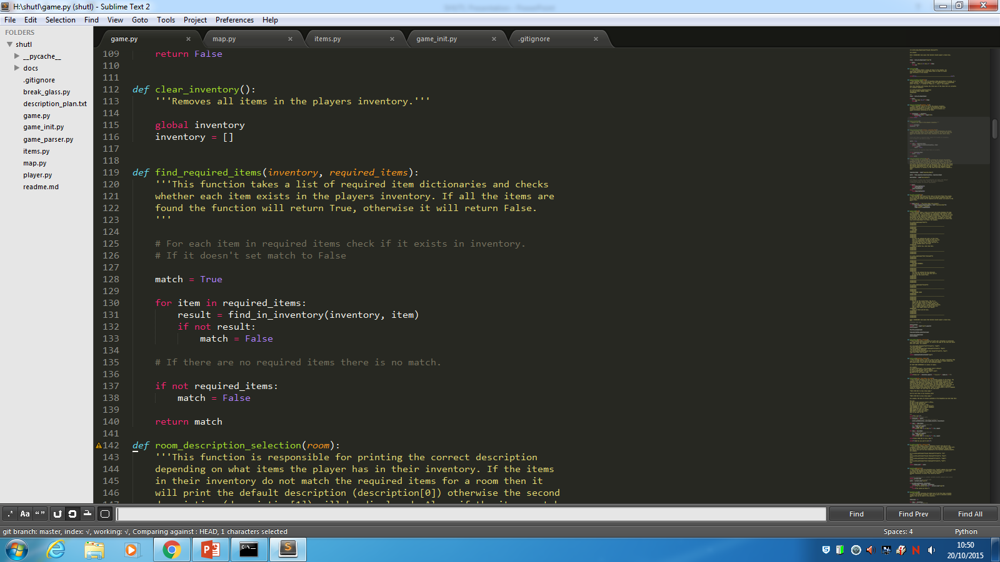 H:\shutl\game.py (shutl) - Sublime Text 2
File Edit Selection Find View Goto Tools Project Preferences Help
FOLDERS
shutl
__pycache__
docs
.gitignore
break_glass.py
description_plan.txt
game.py
game_init.py
game_parser.py
items.py
map.py
player.py
readme.md
game.py × map.py × items.py × game_init.py × .gitignore ×
109 return False
110
111
112 def clear_inventory():
113 '''Removes all items in the players inventory.'''
114
115 global inventory
116 inventory = []
117
118
119 def find_required_items(inventory, required_items):
120 '''This function takes a list of required item dictionaries and checks
121 whether each item exists in the players inventory. If all the items are
122 found the function will return True, otherwise it will return False.
123 '''
124
125 # For each item in required items check if it exists in inventory.
126 # If it doesn't set match to False
127
128 match = True
129
130 for item in required_items:
131 result = find_in_inventory(inventory, item)
132 if not result:
133 match = False
134
135 # If there are no required items there is no match.
136
137 if not required_items:
138 match = False
139
140 return match
141
142 def room_description_selection(room):
143 '''This function is responsible for printing the correct description
144 depending on what items the player has in their inventory. If the items
145 in their inventory do not match the required items for a room then it
146 will print the default description (description[0]) otherwise the second
.* Aa “ ” Find Find Prev Find All
git branch: master, index: √, working: √, Comparing against : HEAD, 1 characters selected Spaces: 4 Python
10:50
20/10/2015